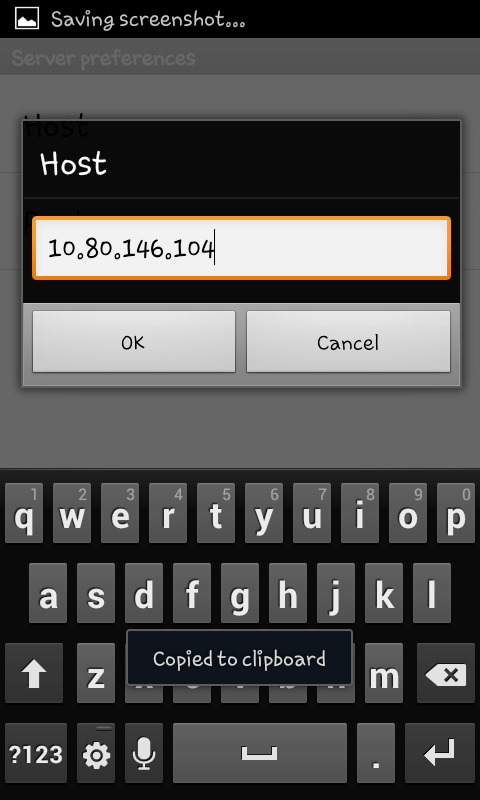 Saving screenshot...
Server preferences
Host
Host
10.80.146.104
OK
Cancel
1 2 3 4 5 6 7 8 9 0
q w e r t y u i o p
a s d f g h j k l
Copied to clipboard
z m
?123 .